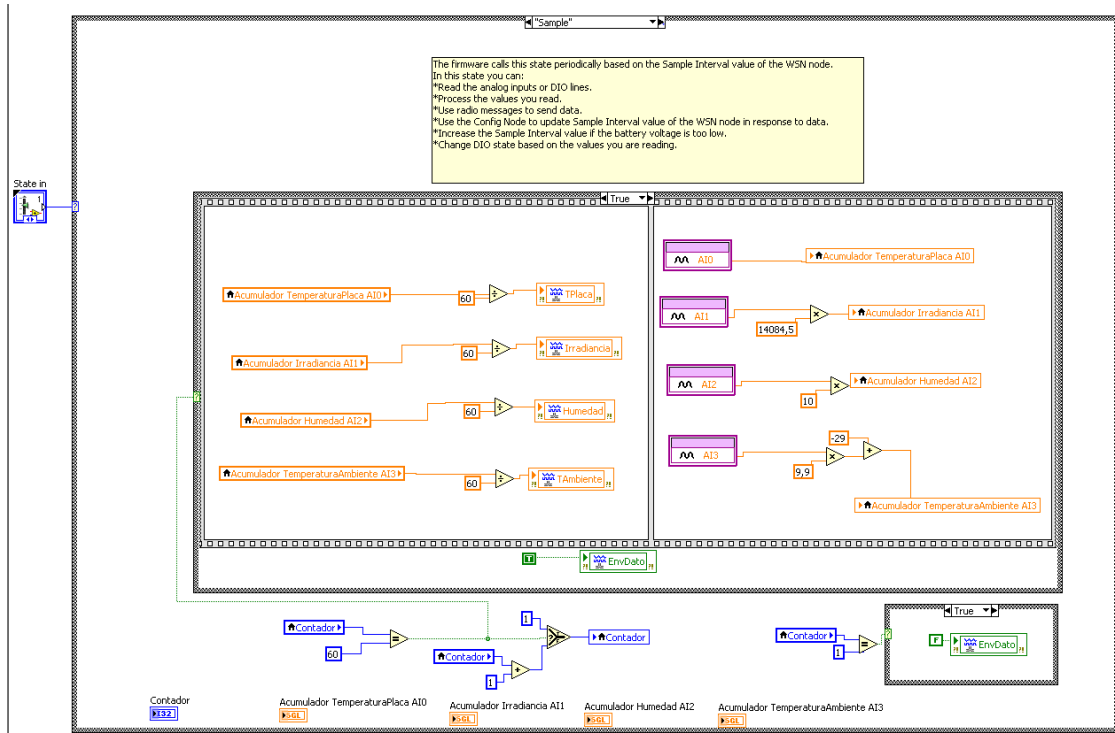 "Sample"
The firmware calls this state periodically based on the Sample Interval value of the WSN node.
In this state you can:
*Read the analog inputs or DIO lines.
*Process the values you read.
*Use radio messages to send data.
*Use the Config Node to update Sample Interval value of the WSN node in response to data.
*Increase the Sample Interval value if the battery voltage is too low.
*Change DIO state based on the values you are reading.
State in
1
?
True
?
Acumulador TemperaturaPlaca AI0
60
÷
TPlaca
Acumulador Irradiancia AI1
60
÷
Irradiancia
Acumulador Humedad AI2
60
÷
Humedad
Acumulador TemperaturaAmbiente AI3
60
÷
TAmbiente
AI0
Acumulador TemperaturaPlaca AI0
AI1
14084,5
×
Acumulador Irradiancia AI1
AI2
10
×
Acumulador Humedad AI2
AI3
9,9
×
-29
+
Acumulador TemperaturaAmbiente AI3
T
EnvDato
Contador
60
=
1
Contador
1
+
?
Contador
Contador
1
=
True
?
F
EnvDato
Contador
I32
Acumulador TemperaturaPlaca AI0
SGL
Acumulador Irradiancia AI1
SGL
Acumulador Humedad AI2
SGL
Acumulador TemperaturaAmbiente AI3
SGL